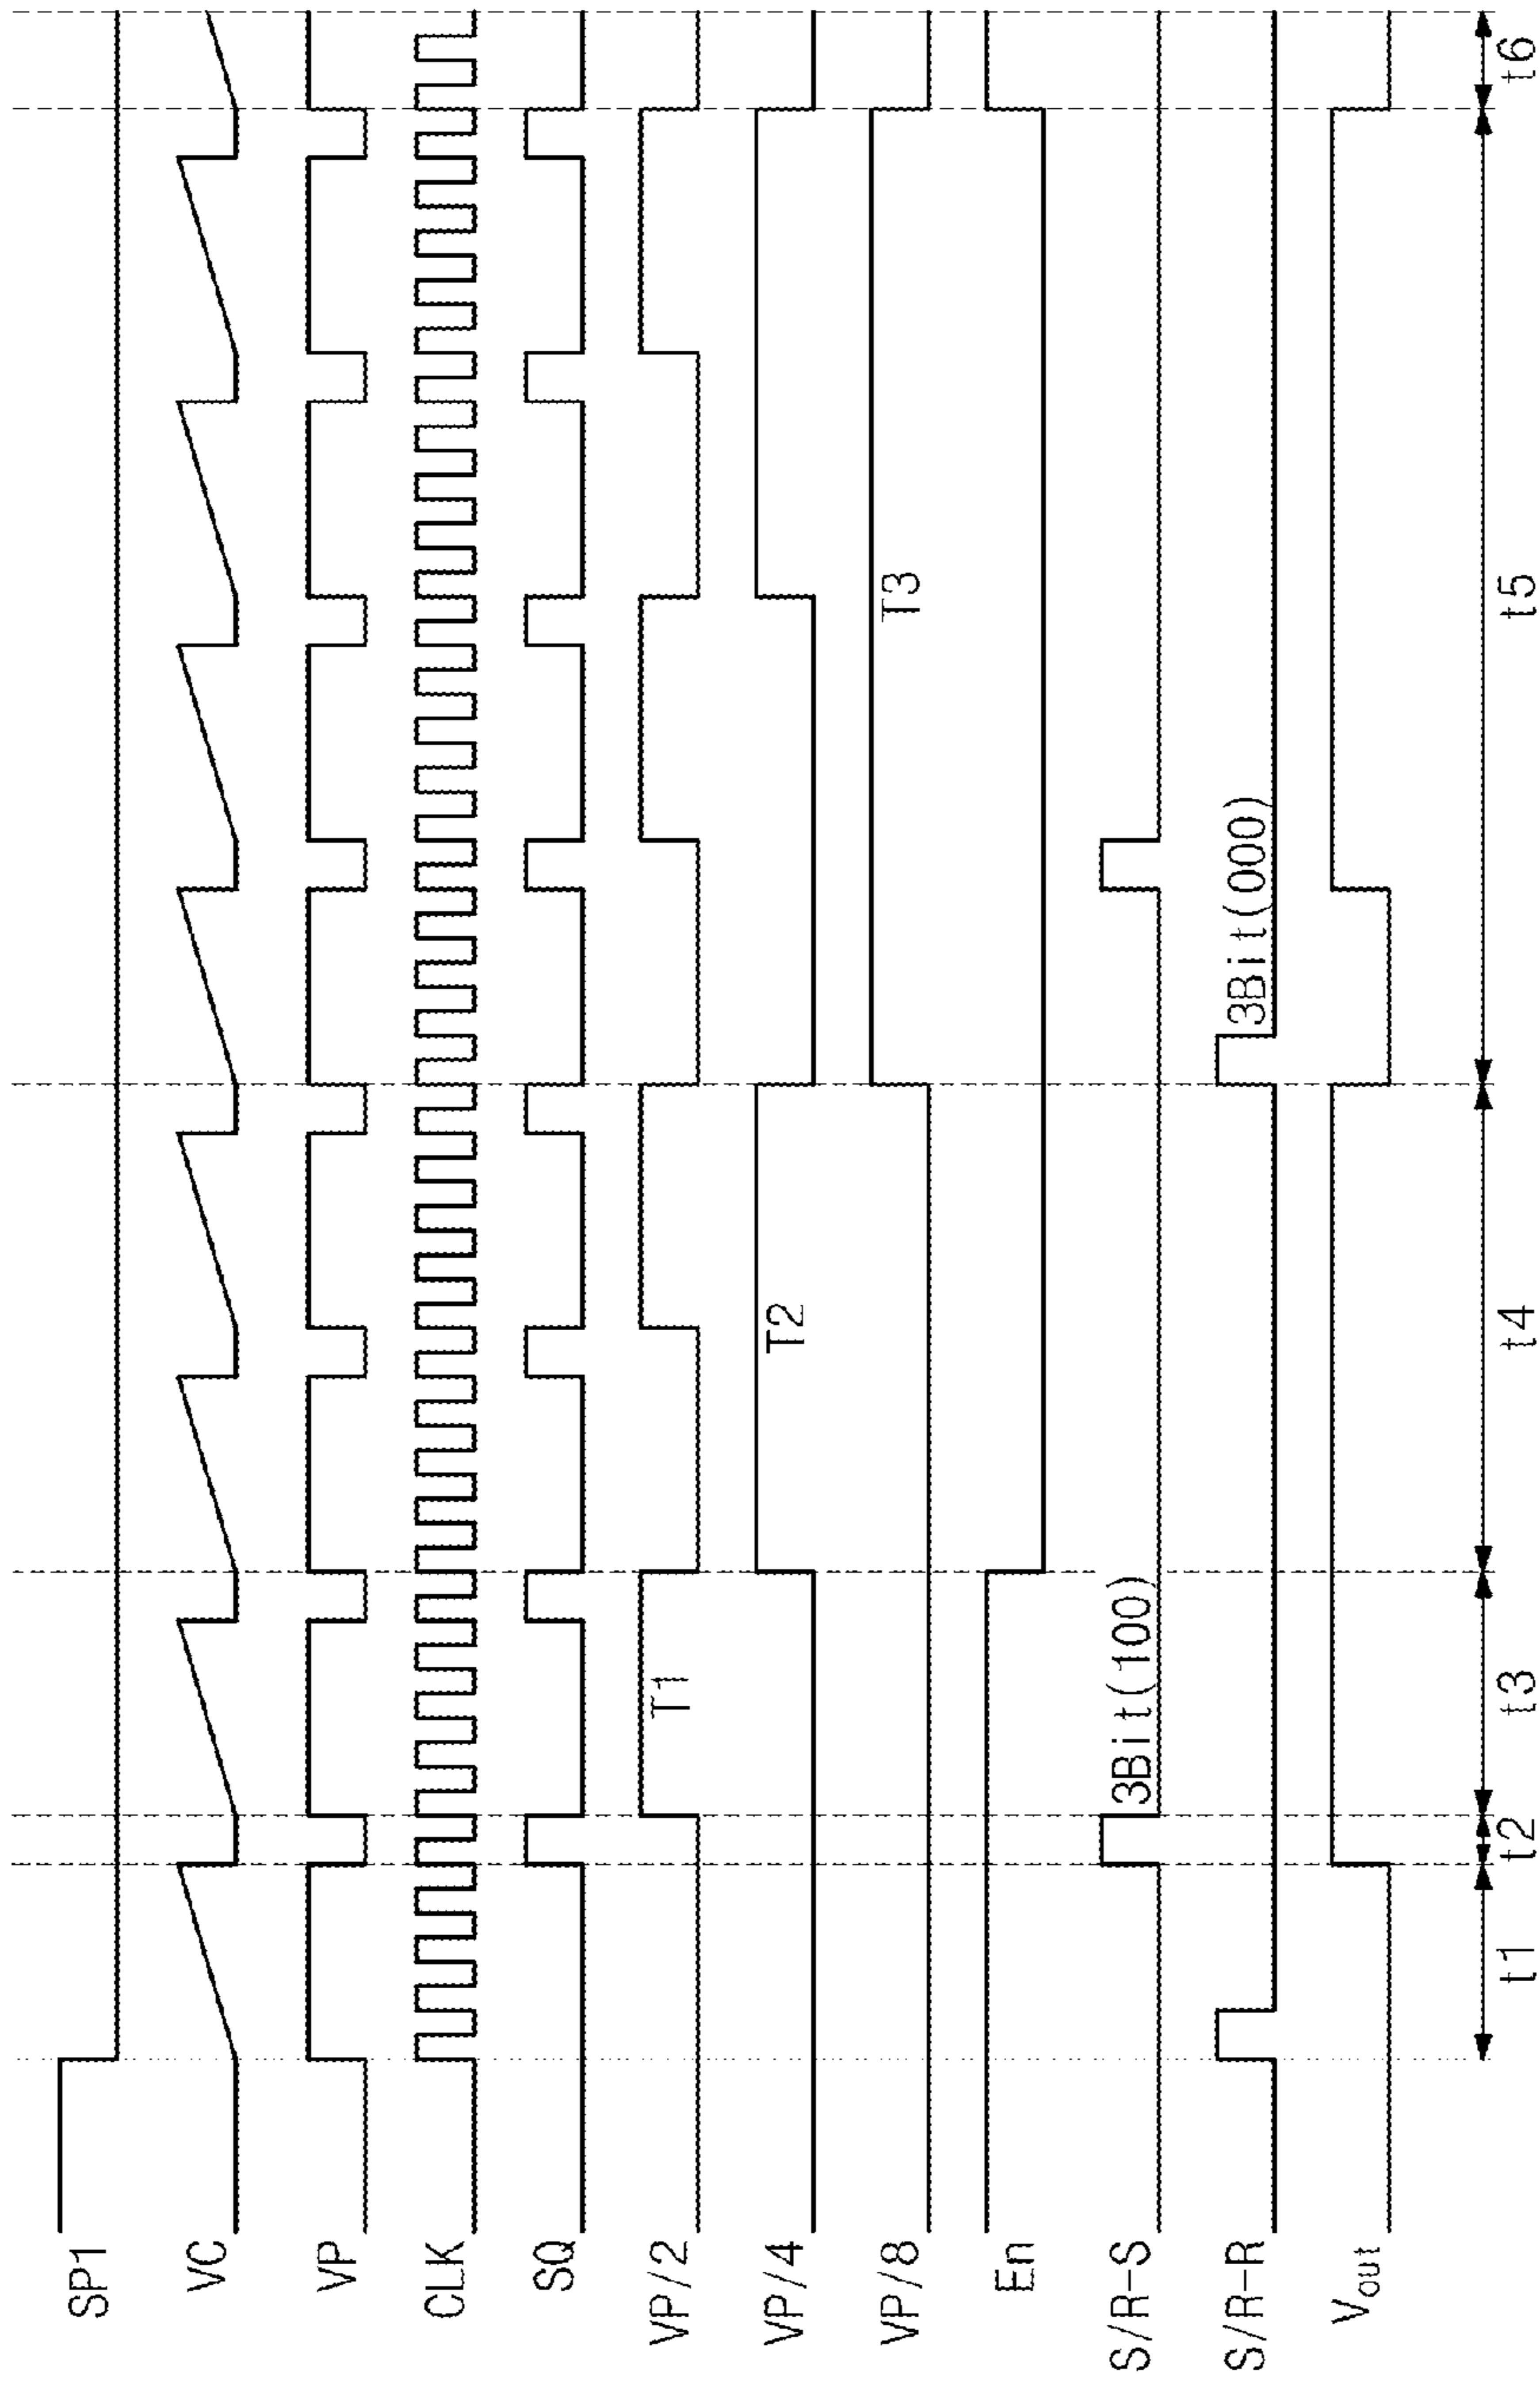 SP1
VC
VP
CLK
SQ
VP/2
T1
VP/4
T2
VP/8
T3
En
S/R-S
3Bit(100)
S/R-R
3Bit(000)
Vout
t1
t2
t3
t4
t5
t6